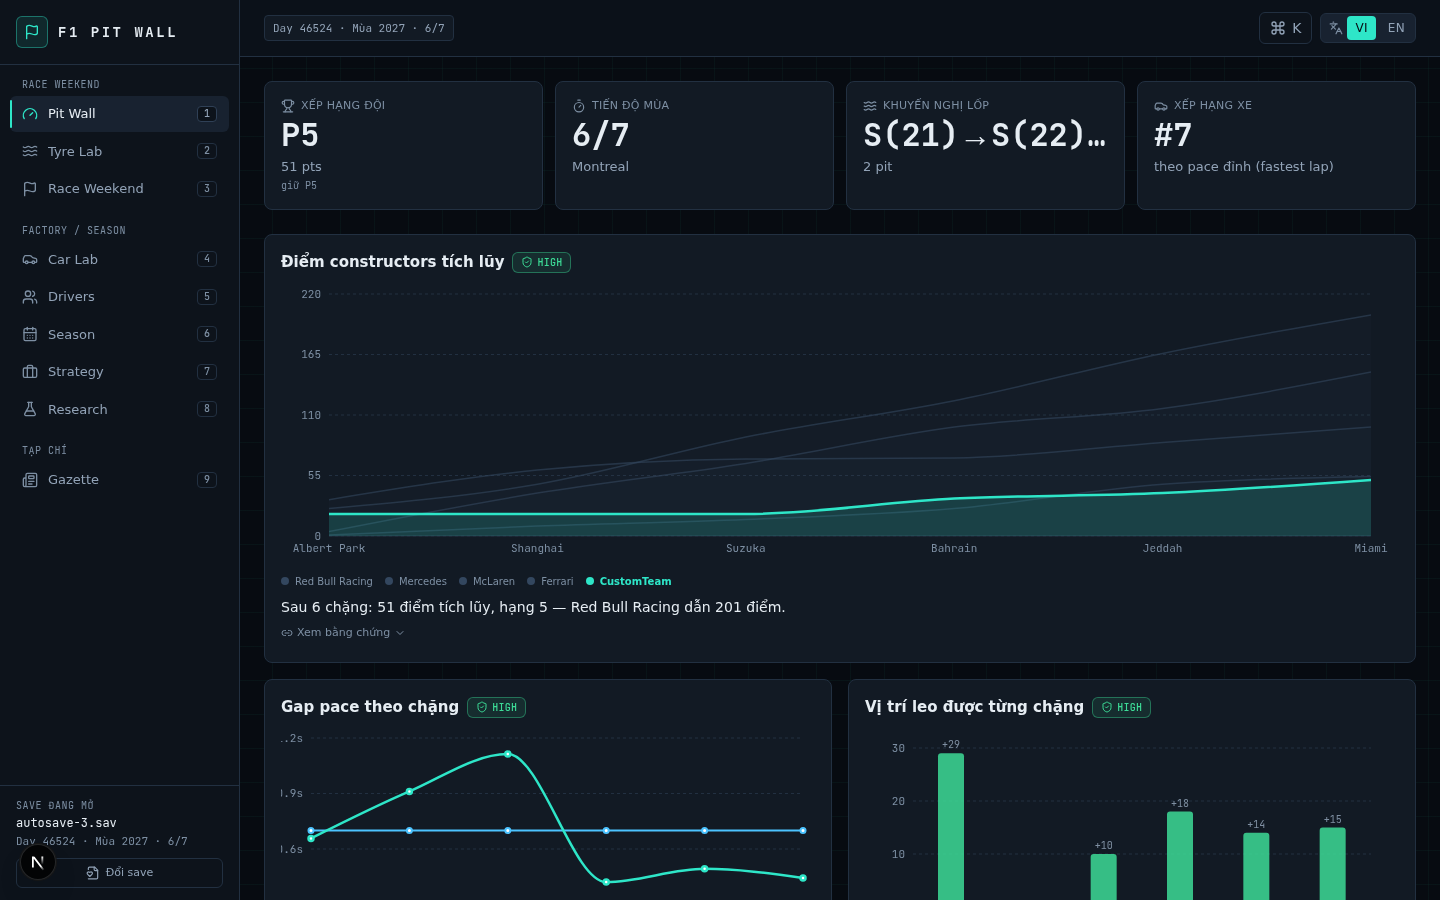 F1 PIT WALL
Day 46524 · Mùa 2027 · 6/7
⌘ K
VI
EN
RACE WEEKEND
Pit Wall 1
Tyre Lab 2
Race Weekend 3
FACTORY / SEASON
Car Lab 4
Drivers 5
Season 6
Strategy 7
Research 8
TẠP CHÍ
Gazette 9
SAVE ĐANG MỞ
autosave-3.sav
Day 46524 · Mùa 2027 · 6/7
Đổi save
XẾP HẠNG ĐỘI
P5
51 pts
giữ P5
TIẾN ĐỘ MÙA
6/7
Montreal
KHUYẾN NGHỊ LỐP
S(21)→S(22)…
2 pit
XẾP HẠNG XE
#7
theo pace đỉnh (fastest lap)
Điểm constructors tích lũy HIGH
220
165
110
55
0
Albert Park Shanghai Suzuka Bahrain Jeddah Miami
Red Bull Racing Mercedes McLaren Ferrari CustomTeam
Sau 6 chặng: 51 điểm tích lũy, hạng 5 — Red Bull Racing dẫn 201 điểm.
Xem bằng chứng
Gap pace theo chặng HIGH
.2s
.9s
.6s
Vị trí leo được từng chặng HIGH
30
20
10
+29
+10
+18
+14
+15